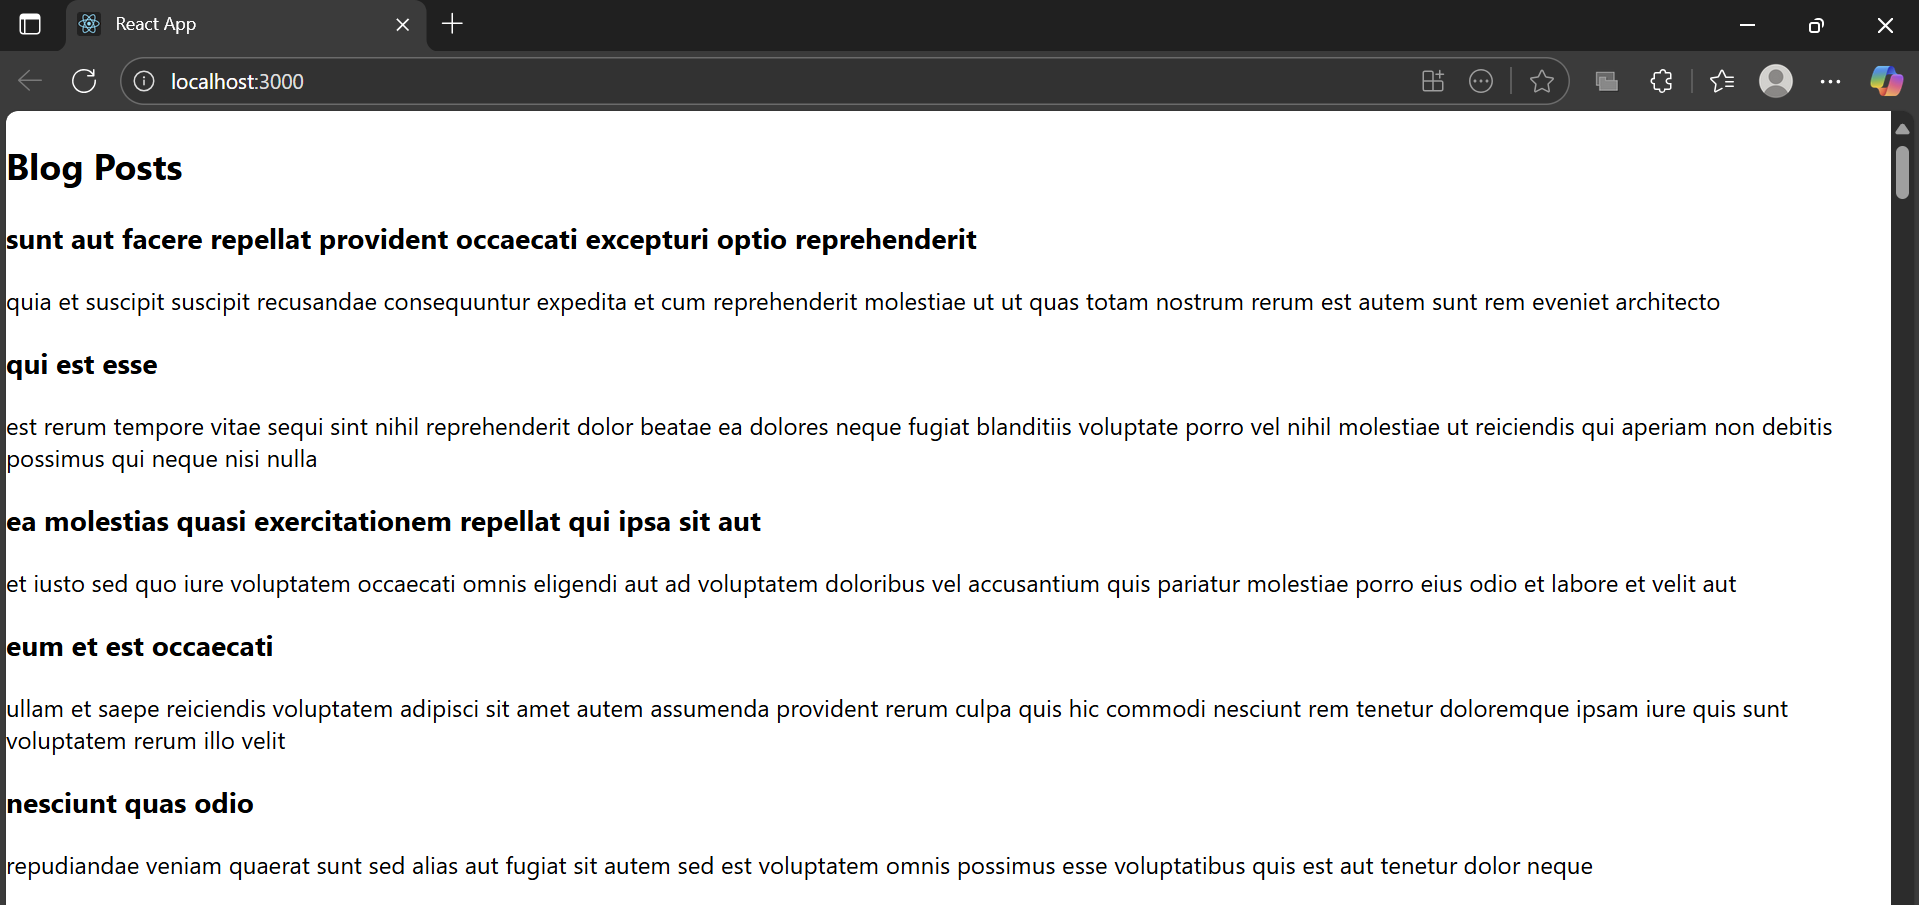 React App
localhost:3000
Blog Posts
sunt aut facere repellat provident occaecati excepturi optio reprehenderit
quia et suscipit suscipit recusandae consequuntur expedita et cum reprehenderit molestiae ut ut quas totam nostrum rerum est autem sunt rem eveniet architecto
qui est esse
est rerum tempore vitae sequi sint nihil reprehenderit dolor beatae ea dolores neque fugiat blanditiis voluptate porro vel nihil molestiae ut reiciendis qui aperiam non debitis
possimus qui neque nisi nulla
ea molestias quasi exercitationem repellat qui ipsa sit aut
et iusto sed quo iure voluptatem occaecati omnis eligendi aut ad voluptatem doloribus vel accusantium quis pariatur molestiae porro eius odio et labore et velit aut
eum et est occaecati
ullam et saepe reiciendis voluptatem adipisci sit amet autem assumenda provident rerum culpa quis hic commodi nesciunt rem tenetur doloremque ipsam iure quis sunt
voluptatem rerum illo velit
nesciunt quas odio
repudiandae veniam quaerat sunt sed alias aut fugiat sit autem sed est voluptatem omnis possimus esse voluptatibus quis est aut tenetur dolor neque